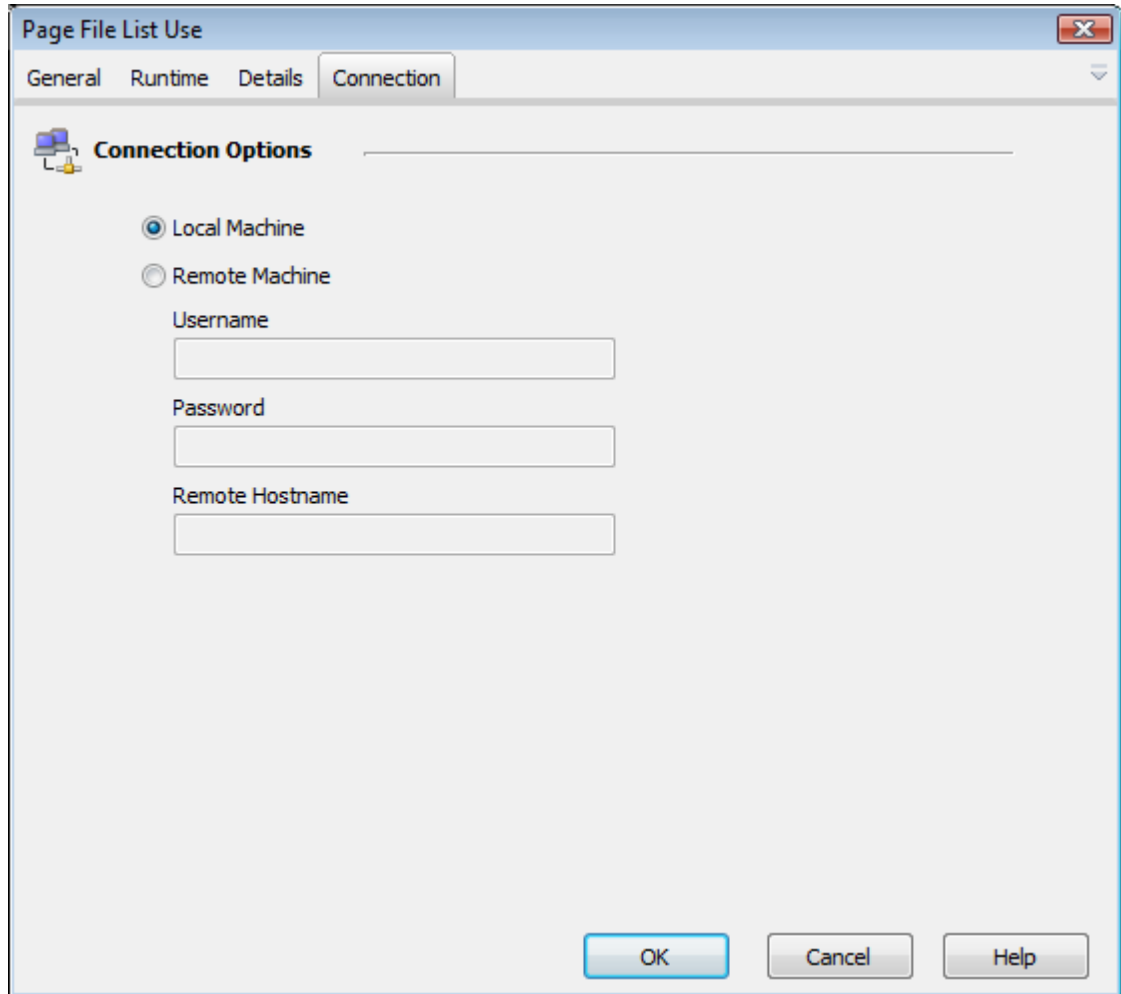 Page File List Use
General Runtime Details Connection
Connection Options
Local Machine
Remote Machine
Username
Password
Remote Hostname
OK Cancel Help